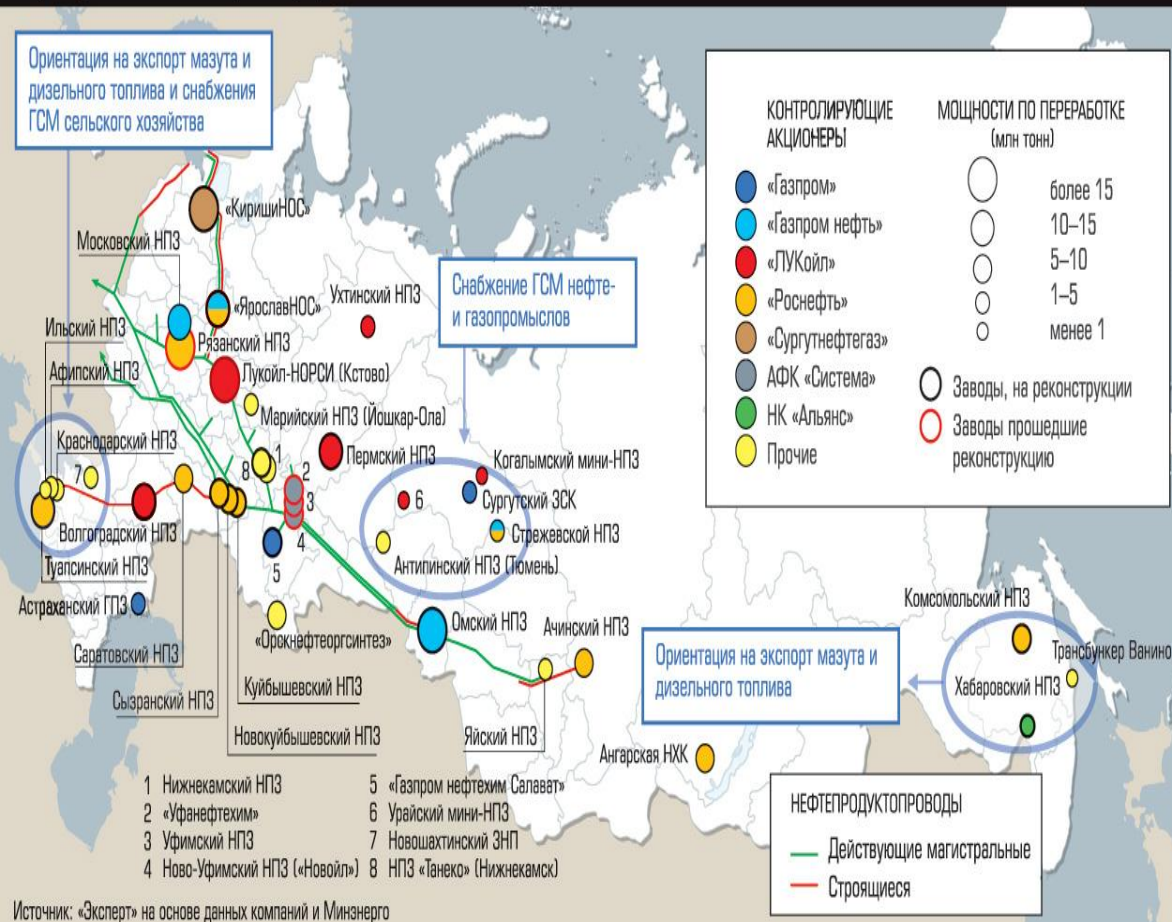 Ориентация на экспорт мазута и
дизельного топлива и снабжения
ГСМ сельского хозяйства
«КиришиНОС»
Московский НПЗ
«ЯрославНОС»
Ухтинский НПЗ
Снабжение ГСМ нефте-
и газопромыслов
Ильский НПЗ
Рязанский НПЗ
Афипский НПЗ
Лукойл-НОРСИ (Кстово)
Марийский НПЗ (Йошкар-Ола)
Краснодарский НПЗ
Пермский НПЗ
Когалымский мини-НПЗ
7
8
1
2
3
4
5
6
Сургутский ЗСК
Стрежевской НПЗ
Волгоградский НПЗ
Антипинский НПЗ (Тюмень)
Туапсинский НПЗ
Астраханский ГПЗ
«Орскнефтеоргсинтез»
Омский НПЗ
Ачинский НПЗ
Саратовский НПЗ
Сызранский НПЗ
Куйбышевский НПЗ
Новокуйбышевский НПЗ
Яйский НПЗ
Ангарская НХК
Ориентация на экспорт мазута и
дизельного топлива
Комсомольский НПЗ
Трансбункер Ванино
Хабаровский НПЗ
КОНТРОЛИРУЮЩИЕ
АКЦИОНЕРЫ
«Газпром»
«Газпром нефть»
«ЛУКойл»
«Роснефть»
«Сургутнефтегаз»
АФК «Система»
НК «Альянс»
Прочие
МОЩНОСТИ ПО ПЕРЕРАБОТКЕ
(млн тонн)
более 15
10–15
5–10
1–5
менее 1
Заводы, на реконструкции
Заводы прошедшие
реконструкцию
1 Нижнекамский НПЗ
2 «Уфанефтехим»
3 Уфимский НПЗ
4 Ново-Уфимский НПЗ («Новойл»)
5 «Газпром нефтехим Салават»
6 Урайский мини-НПЗ
7 Новошахтинский ЗНП
8 НПЗ «Танеко» (Нижнекамск)
НЕФТЕПРОДУКТОПРОВОДЫ
Действующие магистральные
Строящиеся
Источник: «Эксперт» на основе данных компаний и Минэнерго